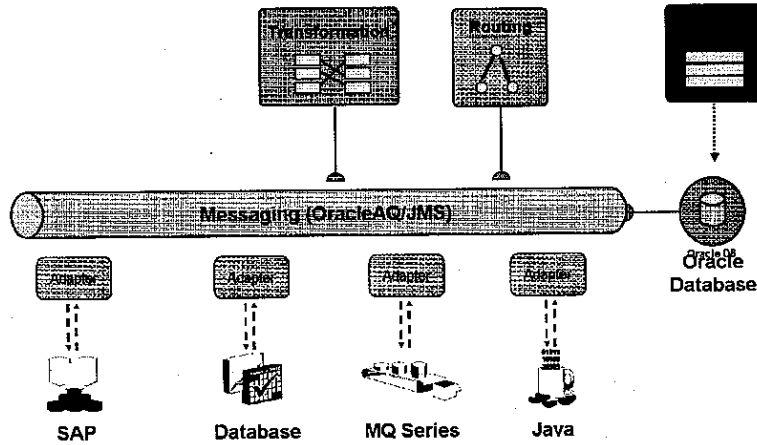 Transformation
Routing
Messaging (OracleAQ/JMS)
Adapter
Adapter
Adapter
Adapter
Oracle DB
Oracle
Database
SAP
Database
MQ Series
Java